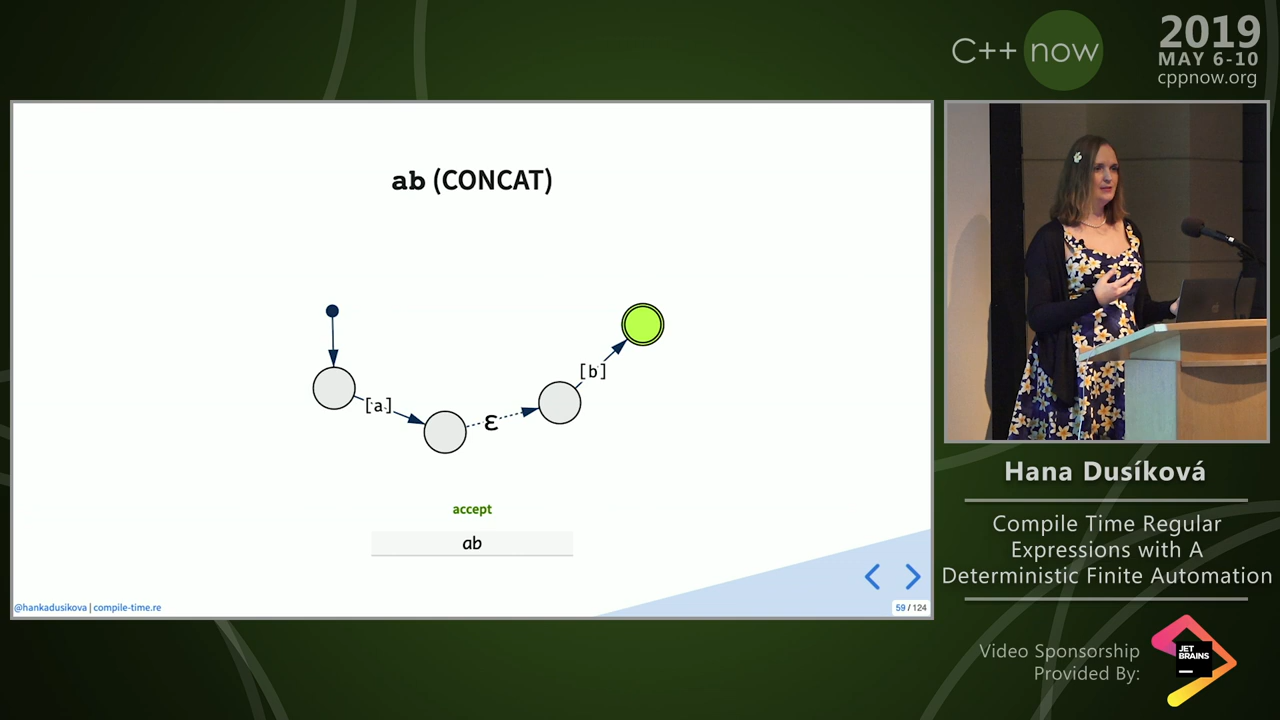 C++ now
2019
MAY 6-10
cppnow.org
ab (CONCAT)
[a]
ε
[b]
accept
ab
@hankadusikova | compile-time.re
59 / 124
Hana Dusíková
Compile Time Regular
Expressions with A
Deterministic Finite Automation
Video Sponsorship
Provided By:
JET
BRAINS